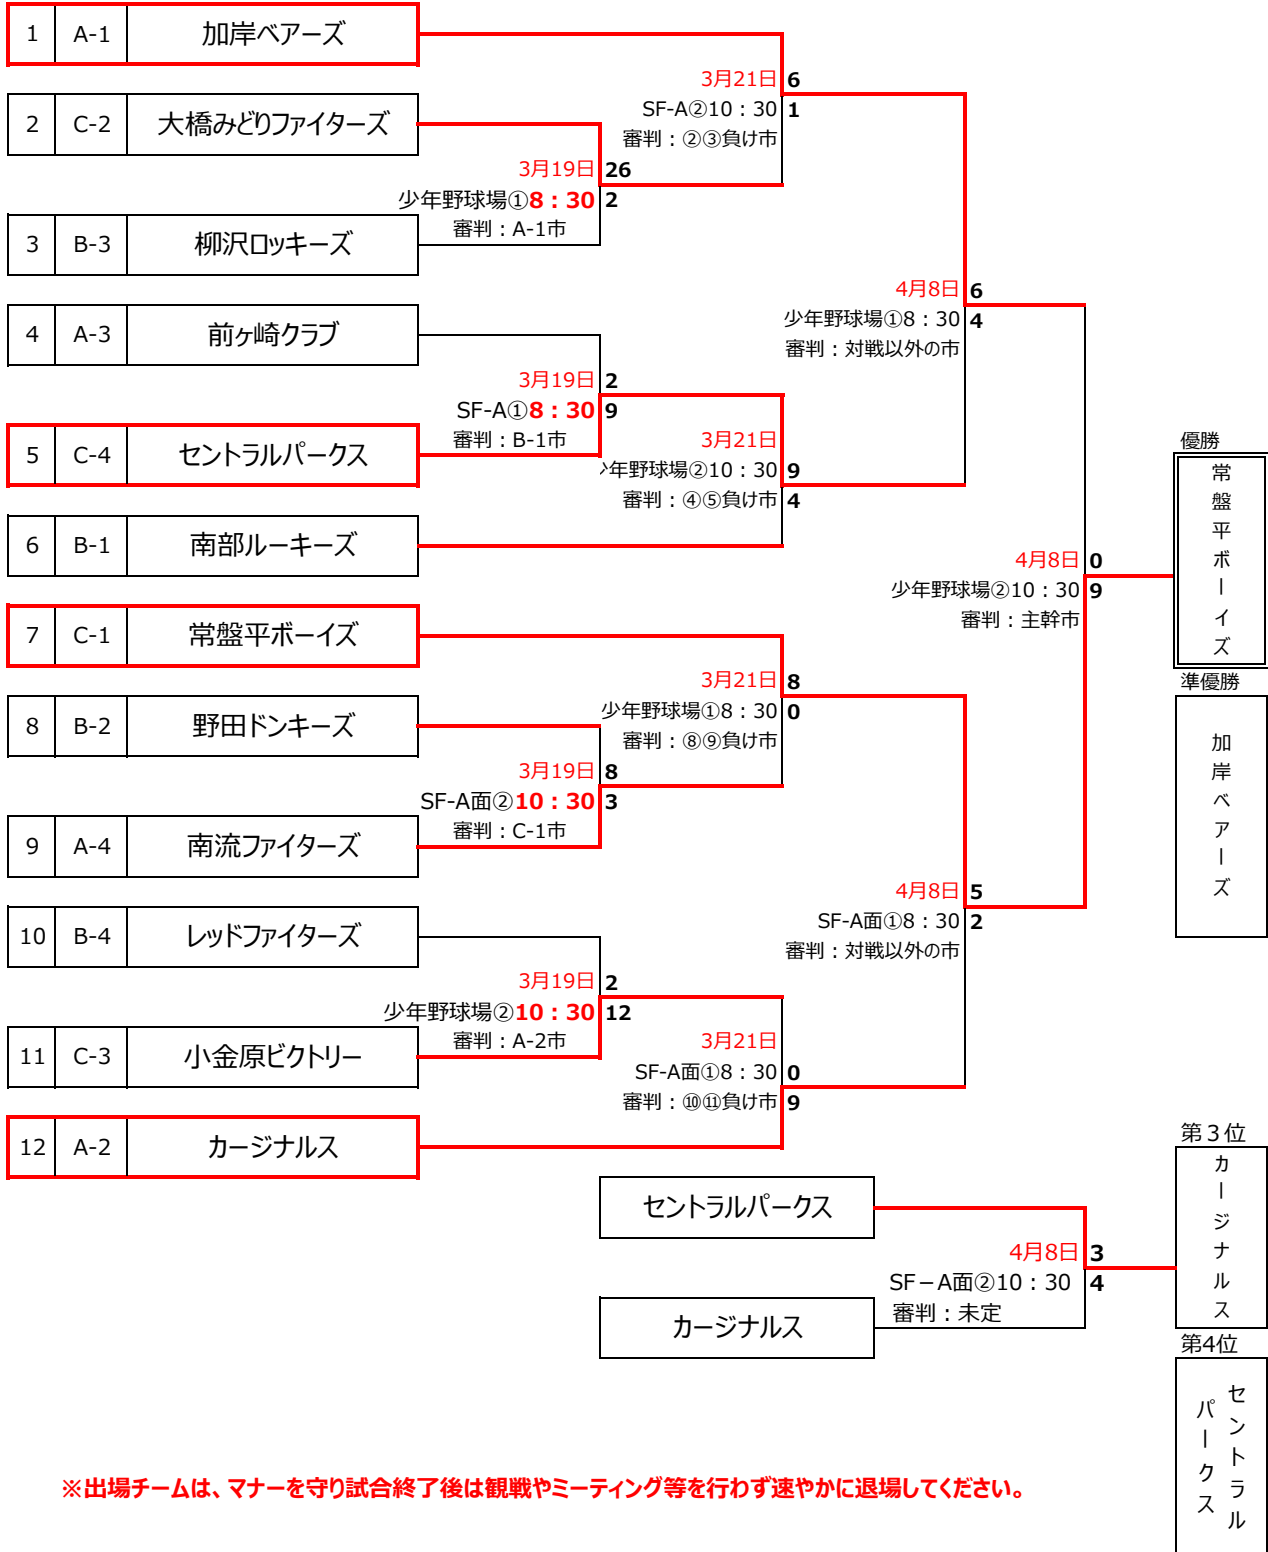 1 A-1 加岸ベアーズ
3月21日 6
SF-A②10：30 1
審判：②③負け市
2 C-2 大橋みどりファイターズ
3月19日 26
少年野球場①8：30 2
審判：A-1市
3 B-3 柳沢ロッキーズ
4月8日 6
少年野球場①8：30 4
審判：対戦以外の市
4 A-3 前ヶ崎クラブ
3月19日 2
SF-A①8：30 9
審判：B-1市
5 C-4 セントラルパークス
3月21日
少年野球場②10：30 9
審判：④⑤負け市 4
6 B-1 南部ルーキーズ
4月8日 0
少年野球場②10：30 9
審判：主幹市
優勝
常盤平ボーイズ
準優勝
加岸ベアーズ
7 C-1 常盤平ボーイズ
3月21日 8
少年野球場①8：30 0
審判：⑧⑨負け市
8 B-2 野田ドンキーズ
3月19日 8
SF-A面②10：30 3
審判：C-1市
9 A-4 南流ファイターズ
4月8日 5
SF-A面①8：30 2
審判：対戦以外の市
10 B-4 レッドファイターズ
3月19日 2
少年野球場②10：30 12
審判：A-2市
11 C-3 小金原ビクトリー
3月21日
SF-A面①8：30 0
審判：⑩⑪負け市 9
12 A-2 カージナルス
セントラルパークス
4月8日 3
SF－A面②10：30 4
審判：未定
カージナルス
第３位
カージナルス
第4位
セントラル
パークス
※出場チームは、マナーを守り試合終了後は観戦やミーティング等を行わず速やかに退場してください。